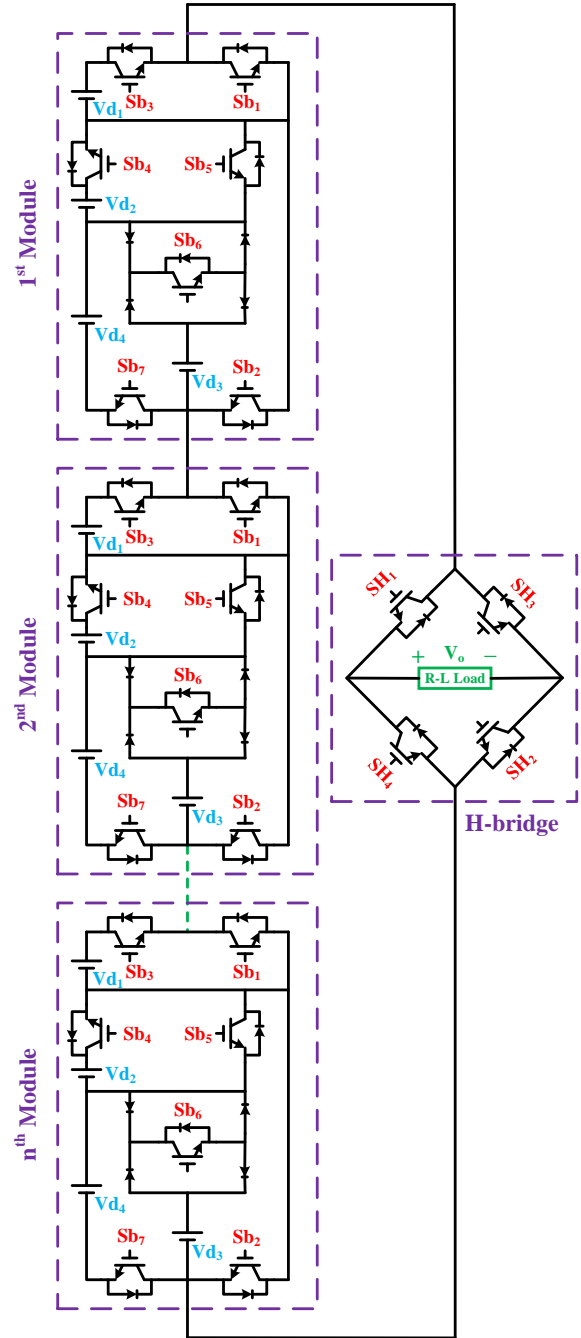 1st Module
Sb3
Sb1
Vd1
Sb4
Sb5
Vd2
Sb6
Vd4
Sb7
Sb2
Vd3
2nd Module
Sb3
Sb1
Vd1
Sb4
Sb5
Vd2
Sb6
Vd4
Sb7
Sb2
Vd3
nth Module
Sb3
Sb1
Vd1
Sb4
Sb5
Vd2
Sb6
Vd4
Sb7
Sb2
Vd3
SH1
SH3
+ Vo −
R-L Load
SH4
SH2
H-bridge